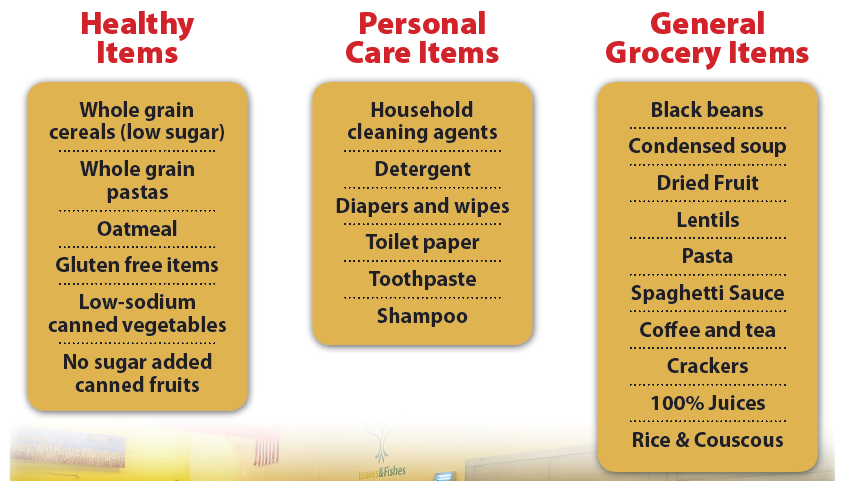 Healthy
Items
Whole grain
cereals (low sugar)
Whole grain
pastas
Oatmeal
Gluten free items
Low-sodium
canned vegetables
No sugar added
canned fruits
Personal
Care Items
Household
cleaning agents
Detergent
Diapers and wipes
Toilet paper
Toothpaste
Shampoo
General
Grocery Items
Black beans
Condensed soup
Dried Fruit
Lentils
Pasta
Spaghetti Sauce
Coffee and tea
Crackers
100% Juices
Rice & Couscous
Loaves&Fishes